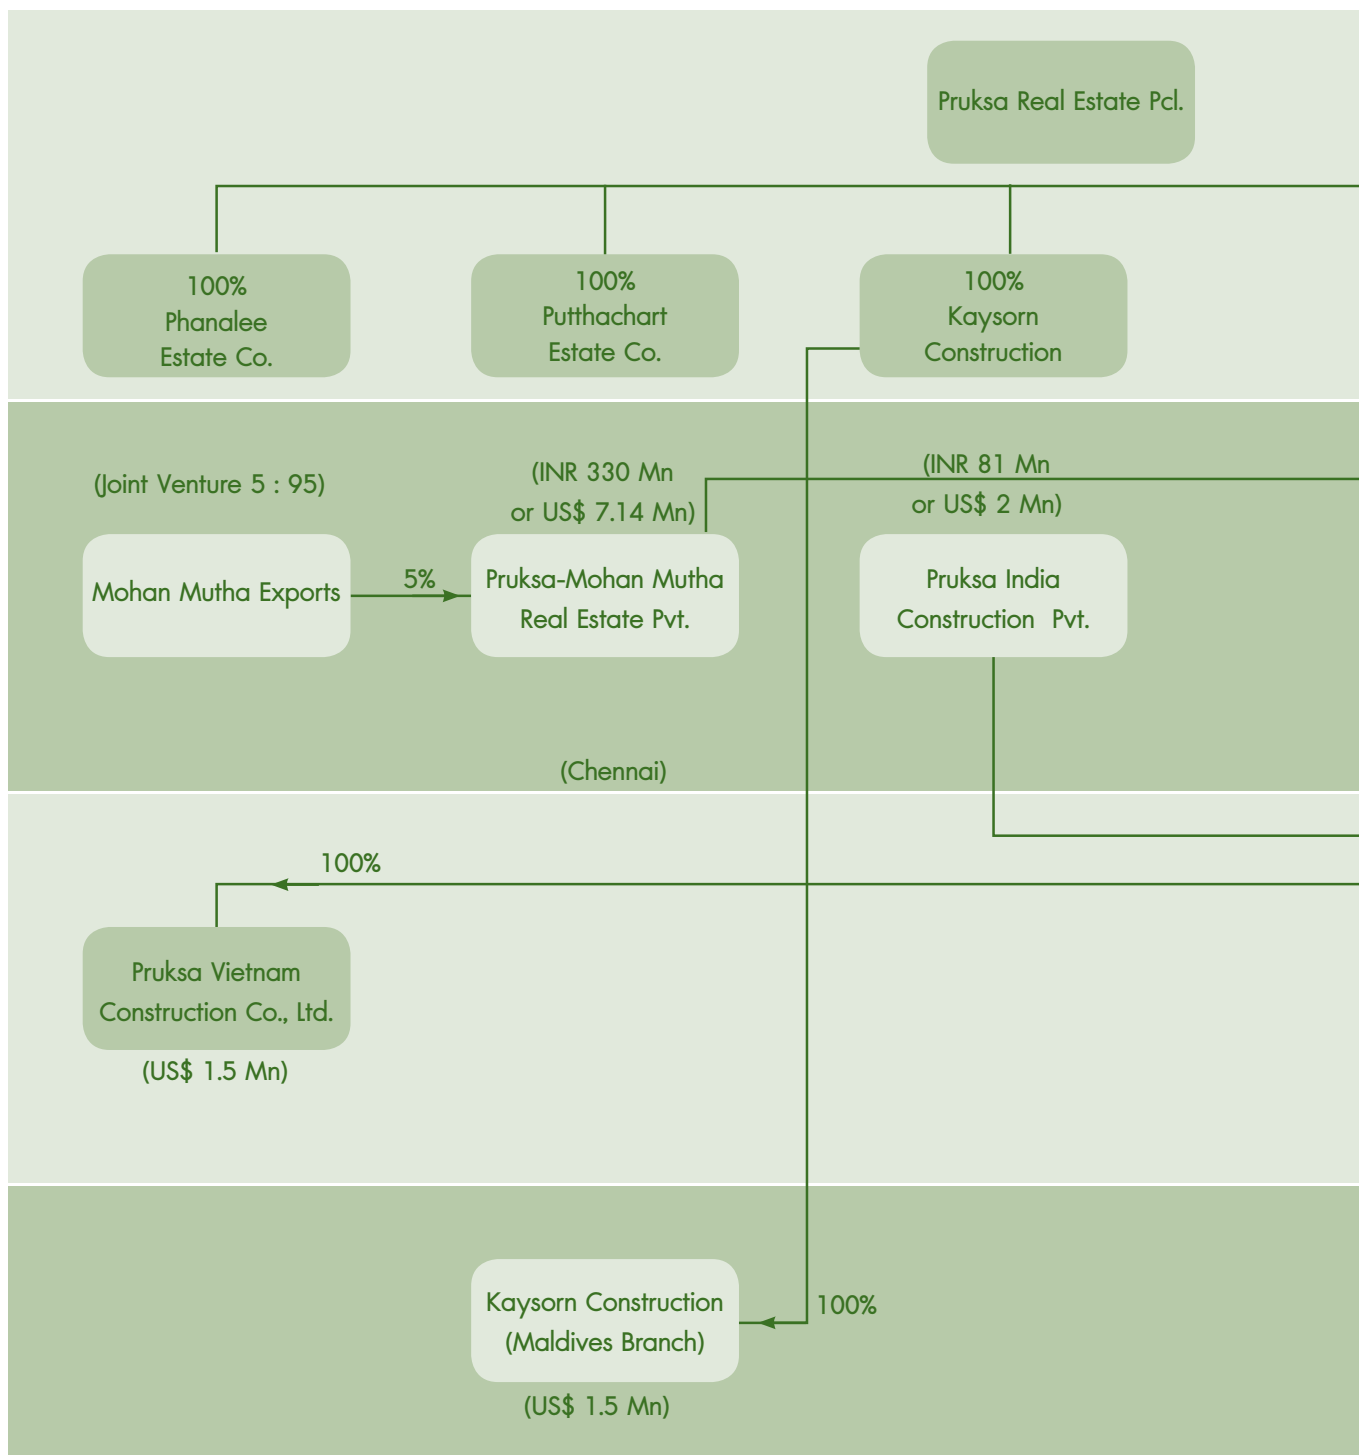 Pruksa Real Estate Pcl.
100%
Phanalee
Estate Co.
100%
Putthachart
Estate Co.
100%
Kaysorn
Construction
(Joint Venture 5 : 95)
(INR 330 Mn
or US$ 7.14 Mn)
(INR 81 Mn
or US$ 2 Mn)
Mohan Mutha Exports
5%
Pruksa-Mohan Mutha
Real Estate Pvt.
Pruksa India
Construction Pvt.
(Chennai)
100%
Pruksa Vietnam
Construction Co., Ltd.
(US$ 1.5 Mn)
Kaysorn Construction
(Maldives Branch)
100%
(US$ 1.5 Mn)